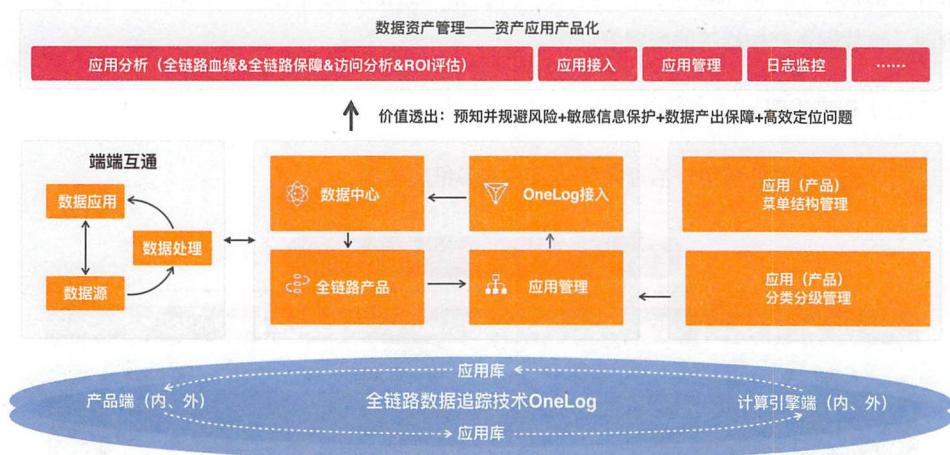 数据资产管理——资产应用产品化
应用分析（全链路血缘&全链路保障&访问分析&ROI评估）
应用接入
应用管理
日志监控
……
价值透出：预知并规避风险+敏感信息保护+数据产出保障+高效定位问题
端端互通
数据应用
数据处理
数据源
数据中心
OneLog接入
全链路产品
应用管理
应用（产品）
菜单结构管理
应用（产品）
分类分级管理
应用库
产品端（内、外）
全链路数据追踪技术OneLog
计算引擎端（内、外）
应用库